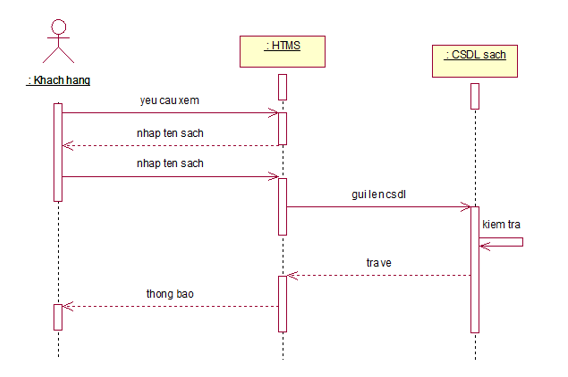 : HTMS
: CSDL sach
: Khach hang
yeu cau xem
nhap ten sach
nhap ten sach
gui len csdl
kiem tra
tra ve
thong bao